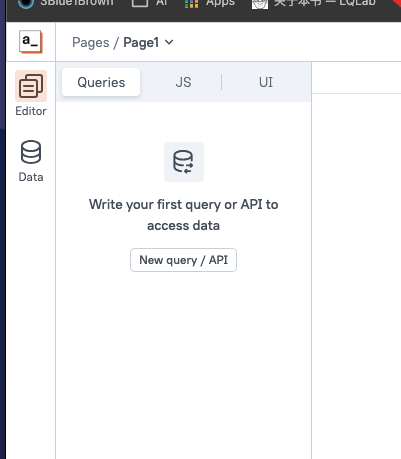 3Blue1Brown AI Apps 关于本书 — LQLab
a_ Pages / Page1
Queries JS UI
Editor
Data
Write your first query or API to
access data
New query / API